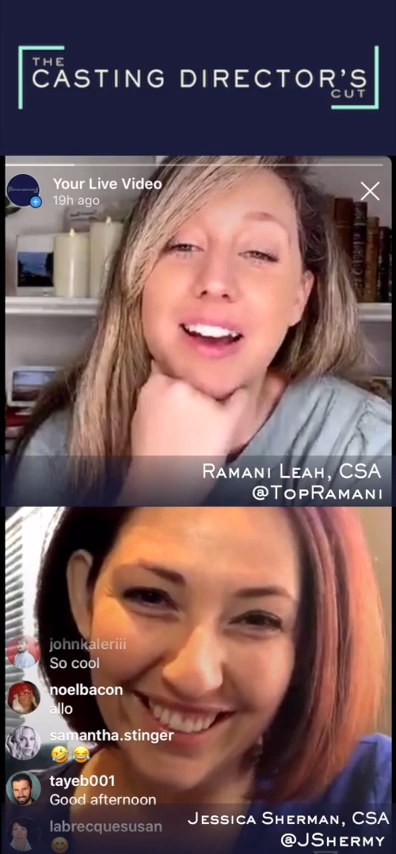 THE
CASTING DIRECTOR'S
CUT
Your Live Video
19h ago
RAMANI LEAH, CSA
@TOPRAMANI
johnkaleriii
So cool
noelbacon
allo
samantha.stinger
🤣😂
tayeb001
Good afternoon
labrecquesusan
😊
JESSICA SHERMAN, CSA
@JSHERMY